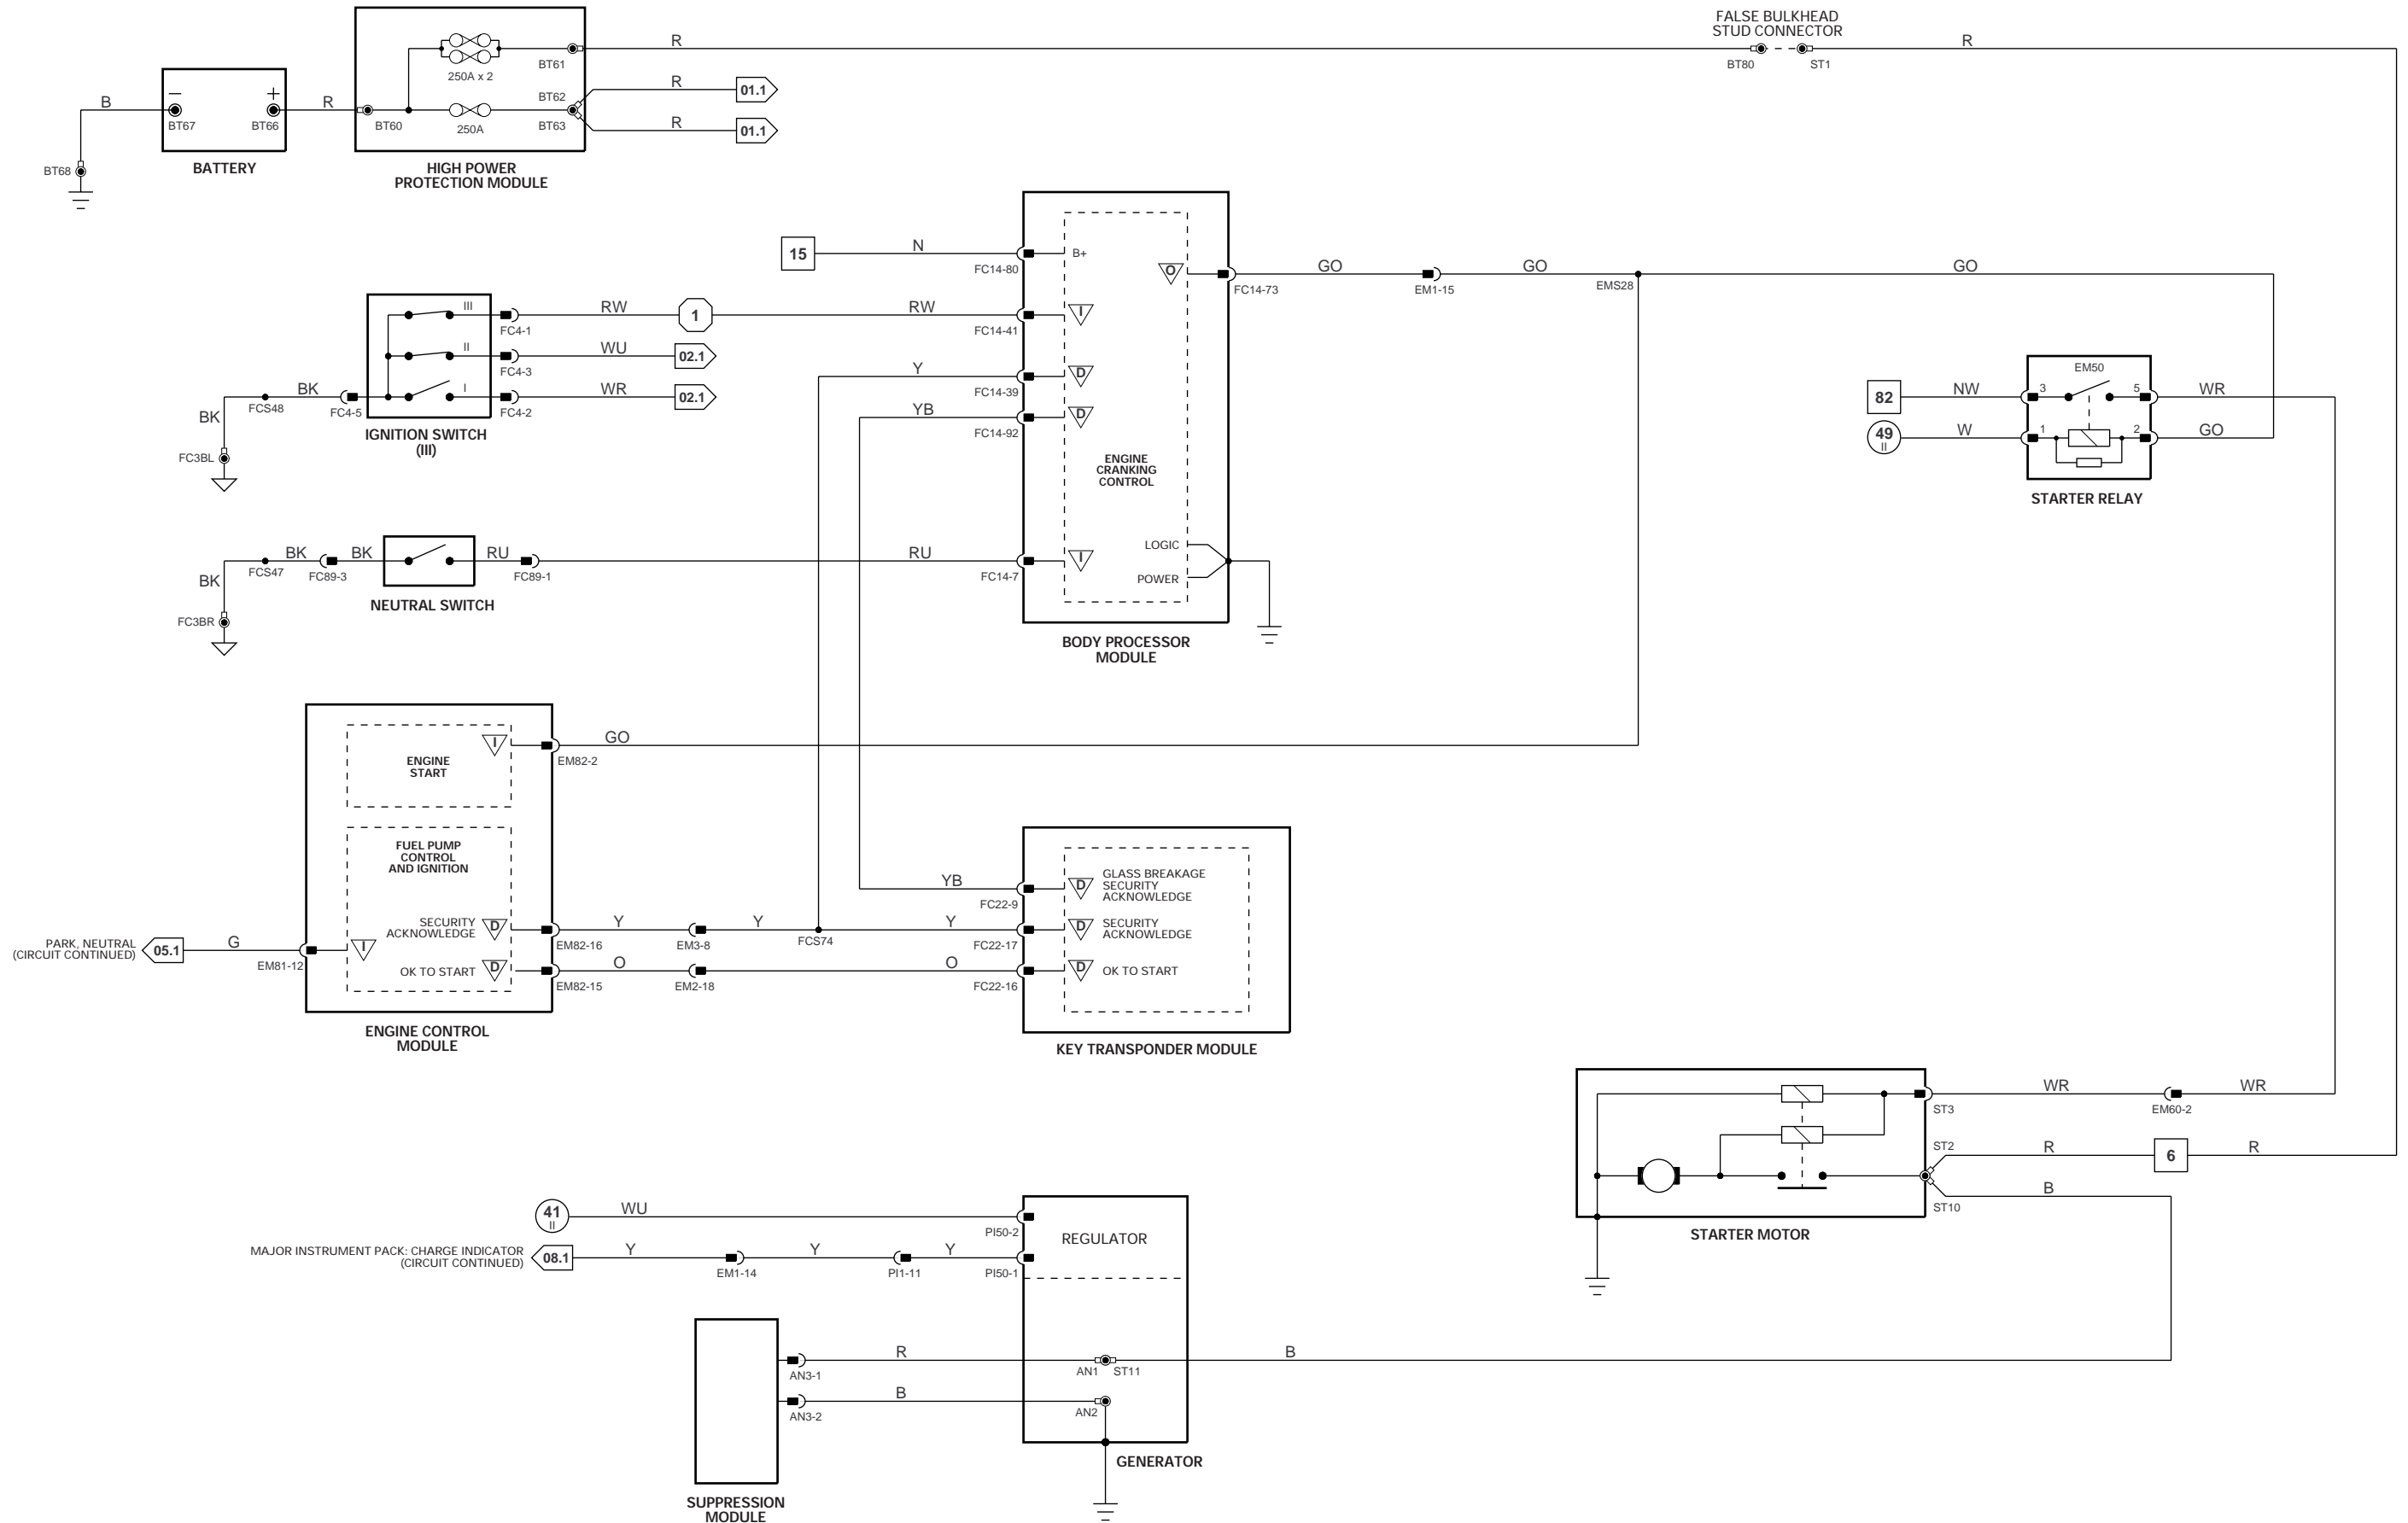 FALSE BULKHEAD
STUD CONNECTOR
R
R
BT80
ST1
250A x 2
BT61
R
01.1
BT62
R
01.1
BT63
250A
B
−
+
BT67
BT66
R
BT60
BATTERY
HIGH POWER
PROTECTION MODULE
BT68
15
N
FC14-80
B+
O
FC14-73
GO
EM1-15
GO
EMS28
GO
III
FC4-1
RW
1
RW
FC14-41
I
II
FC4-3
WU
02.1
I
FC4-2
WR
02.1
BK
FCS48
BK
FC4-5
FC3BL
IGNITION SWITCH
(III)
Y
FC14-39
D
YB
FC14-92
D
ENGINE
CRANKING
CONTROL
EM50
82
NW
3
5
WR
49
II
W
1
2
GO
STARTER RELAY
BK
FCS47
BK
FC89-3
BK
RU
FC89-1
RU
FC14-7
I
LOGIC
POWER
FC3BR
NEUTRAL SWITCH
BODY PROCESSOR
MODULE
ENGINE
START
I
EM82-2
GO
FUEL PUMP
CONTROL
AND IGNITION
SECURITY
ACKNOWLEDGE
D
EM82-16
Y
EM3-8
Y
FCS74
Y
FC22-17
D
SECURITY
ACKNOWLEDGE
YB
FC22-9
D
GLASS BREAKAGE
SECURITY
ACKNOWLEDGE
PARK, NEUTRAL
(CIRCUIT CONTINUED)
05.1
G
EM81-12
I
OK TO START
D
EM82-15
O
EM2-18
O
FC22-16
D
OK TO START
ENGINE CONTROL
MODULE
KEY TRANSPONDER MODULE
ST3
WR
EM60-2
WR
ST2
R
6
R
B
ST10
STARTER MOTOR
41
II
WU
PI50-2
REGULATOR
MAJOR INSTRUMENT PACK: CHARGE INDICATOR
(CIRCUIT CONTINUED)
08.1
Y
EM1-14
Y
PI1-11
Y
PI50-1
AN3-1
R
AN1
ST11
B
AN3-2
B
AN2
GENERATOR
SUPPRESSION
MODULE